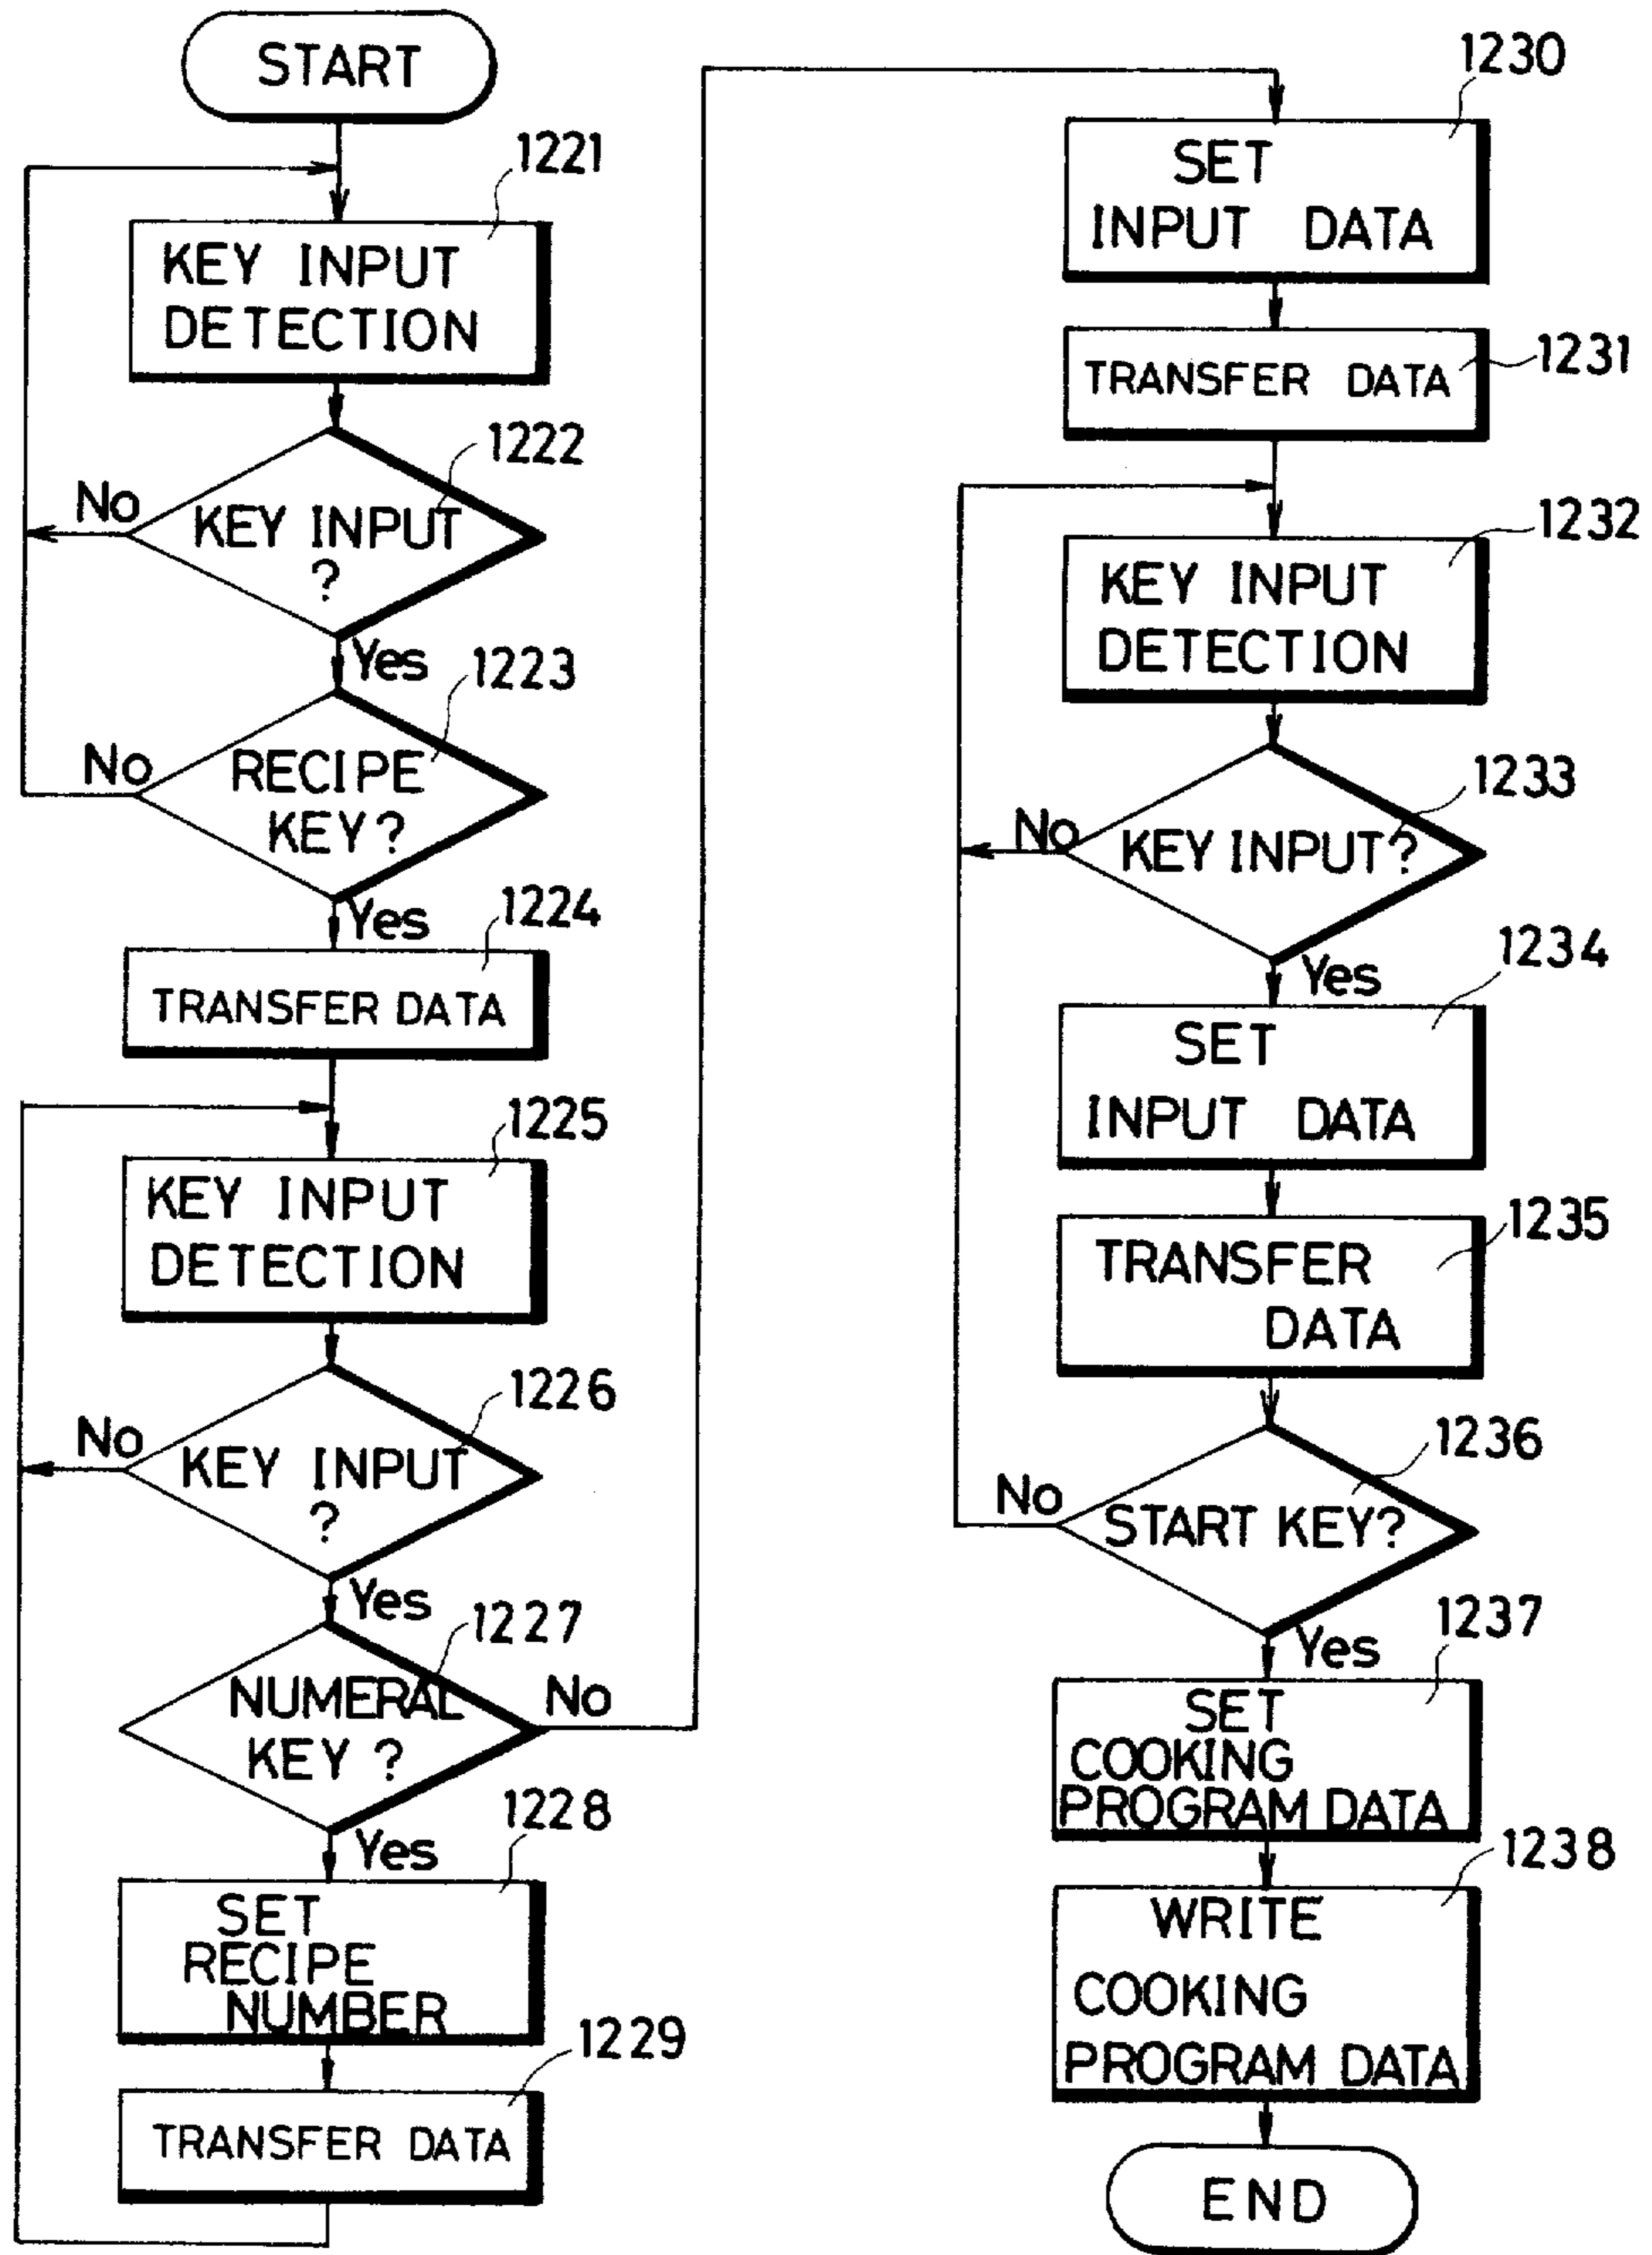 START
1221
KEY INPUT
DETECTION
1222
No
KEY INPUT
?
Yes
1223
No
RECIPE
KEY?
Yes
1224
TRANSFER DATA
1225
KEY INPUT
DETECTION
1226
No
KEY INPUT
?
Yes
1227
NUMERAL
KEY ?
No
1228
Yes
SET
RECIPE
NUMBER
1229
TRANSFER DATA
1230
SET
INPUT DATA
1231
TRANSFER DATA
1232
KEY INPUT
DETECTION
1233
No
KEY INPUT?
1234
Yes
SET
INPUT DATA
1235
TRANSFER
DATA
1236
No
START KEY?
1237
Yes
SET
COOKING
PROGRAM DATA
1238
WRITE
COOKING
PROGRAM DATA
END